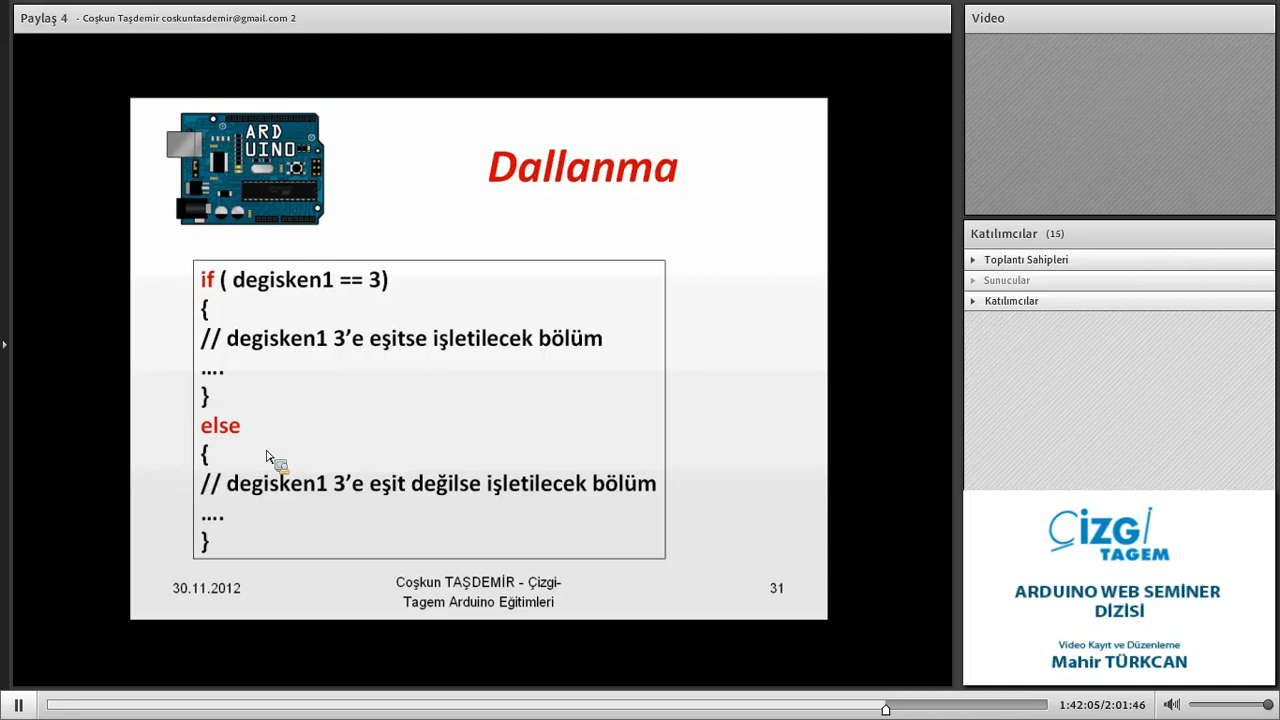 Paylaş 4 - Coşkun Taşdemir coskuntasdemir@gmail.com 2
ARD
UINO
Dallanma
if ( degisken1 == 3)
{
// degisken1 3’e eşitse işletilecek bölüm
....
}
else
{
// degisken1 3’e eşit değilse işletilecek bölüm
....
}
30.11.2012
Coşkun TAŞDEMİR - Çizgi-
Tagem Arduino Eğitimleri
31
Video
Katılımcılar (15)
Toplantı Sahipleri
Sunucular
Katılımcılar
ÇİZGİ
TAGEM
ARDUINO WEB SEMINER
DİZİSİ
Video Kayıt ve Düzenleme
Mahir TÜRKCAN
1:42:05/2:01:46